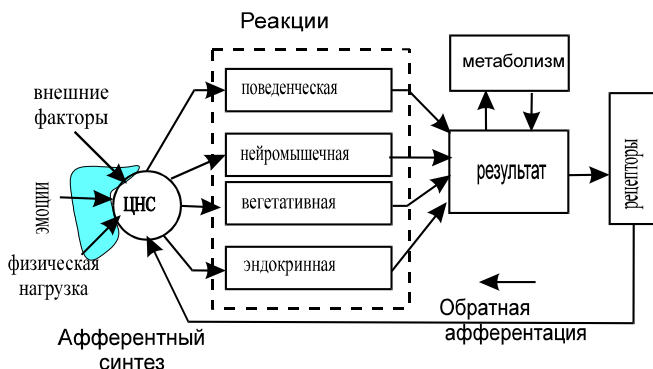 Реакции
внешние
факторы
эмоции
физическая
нагрузка
ЦНС
Афферентный
синтез
поведенческая
нейромышечная
вегетативная
эндокринная
метаболизм
результат
рецепторы
Обратная
афферентация